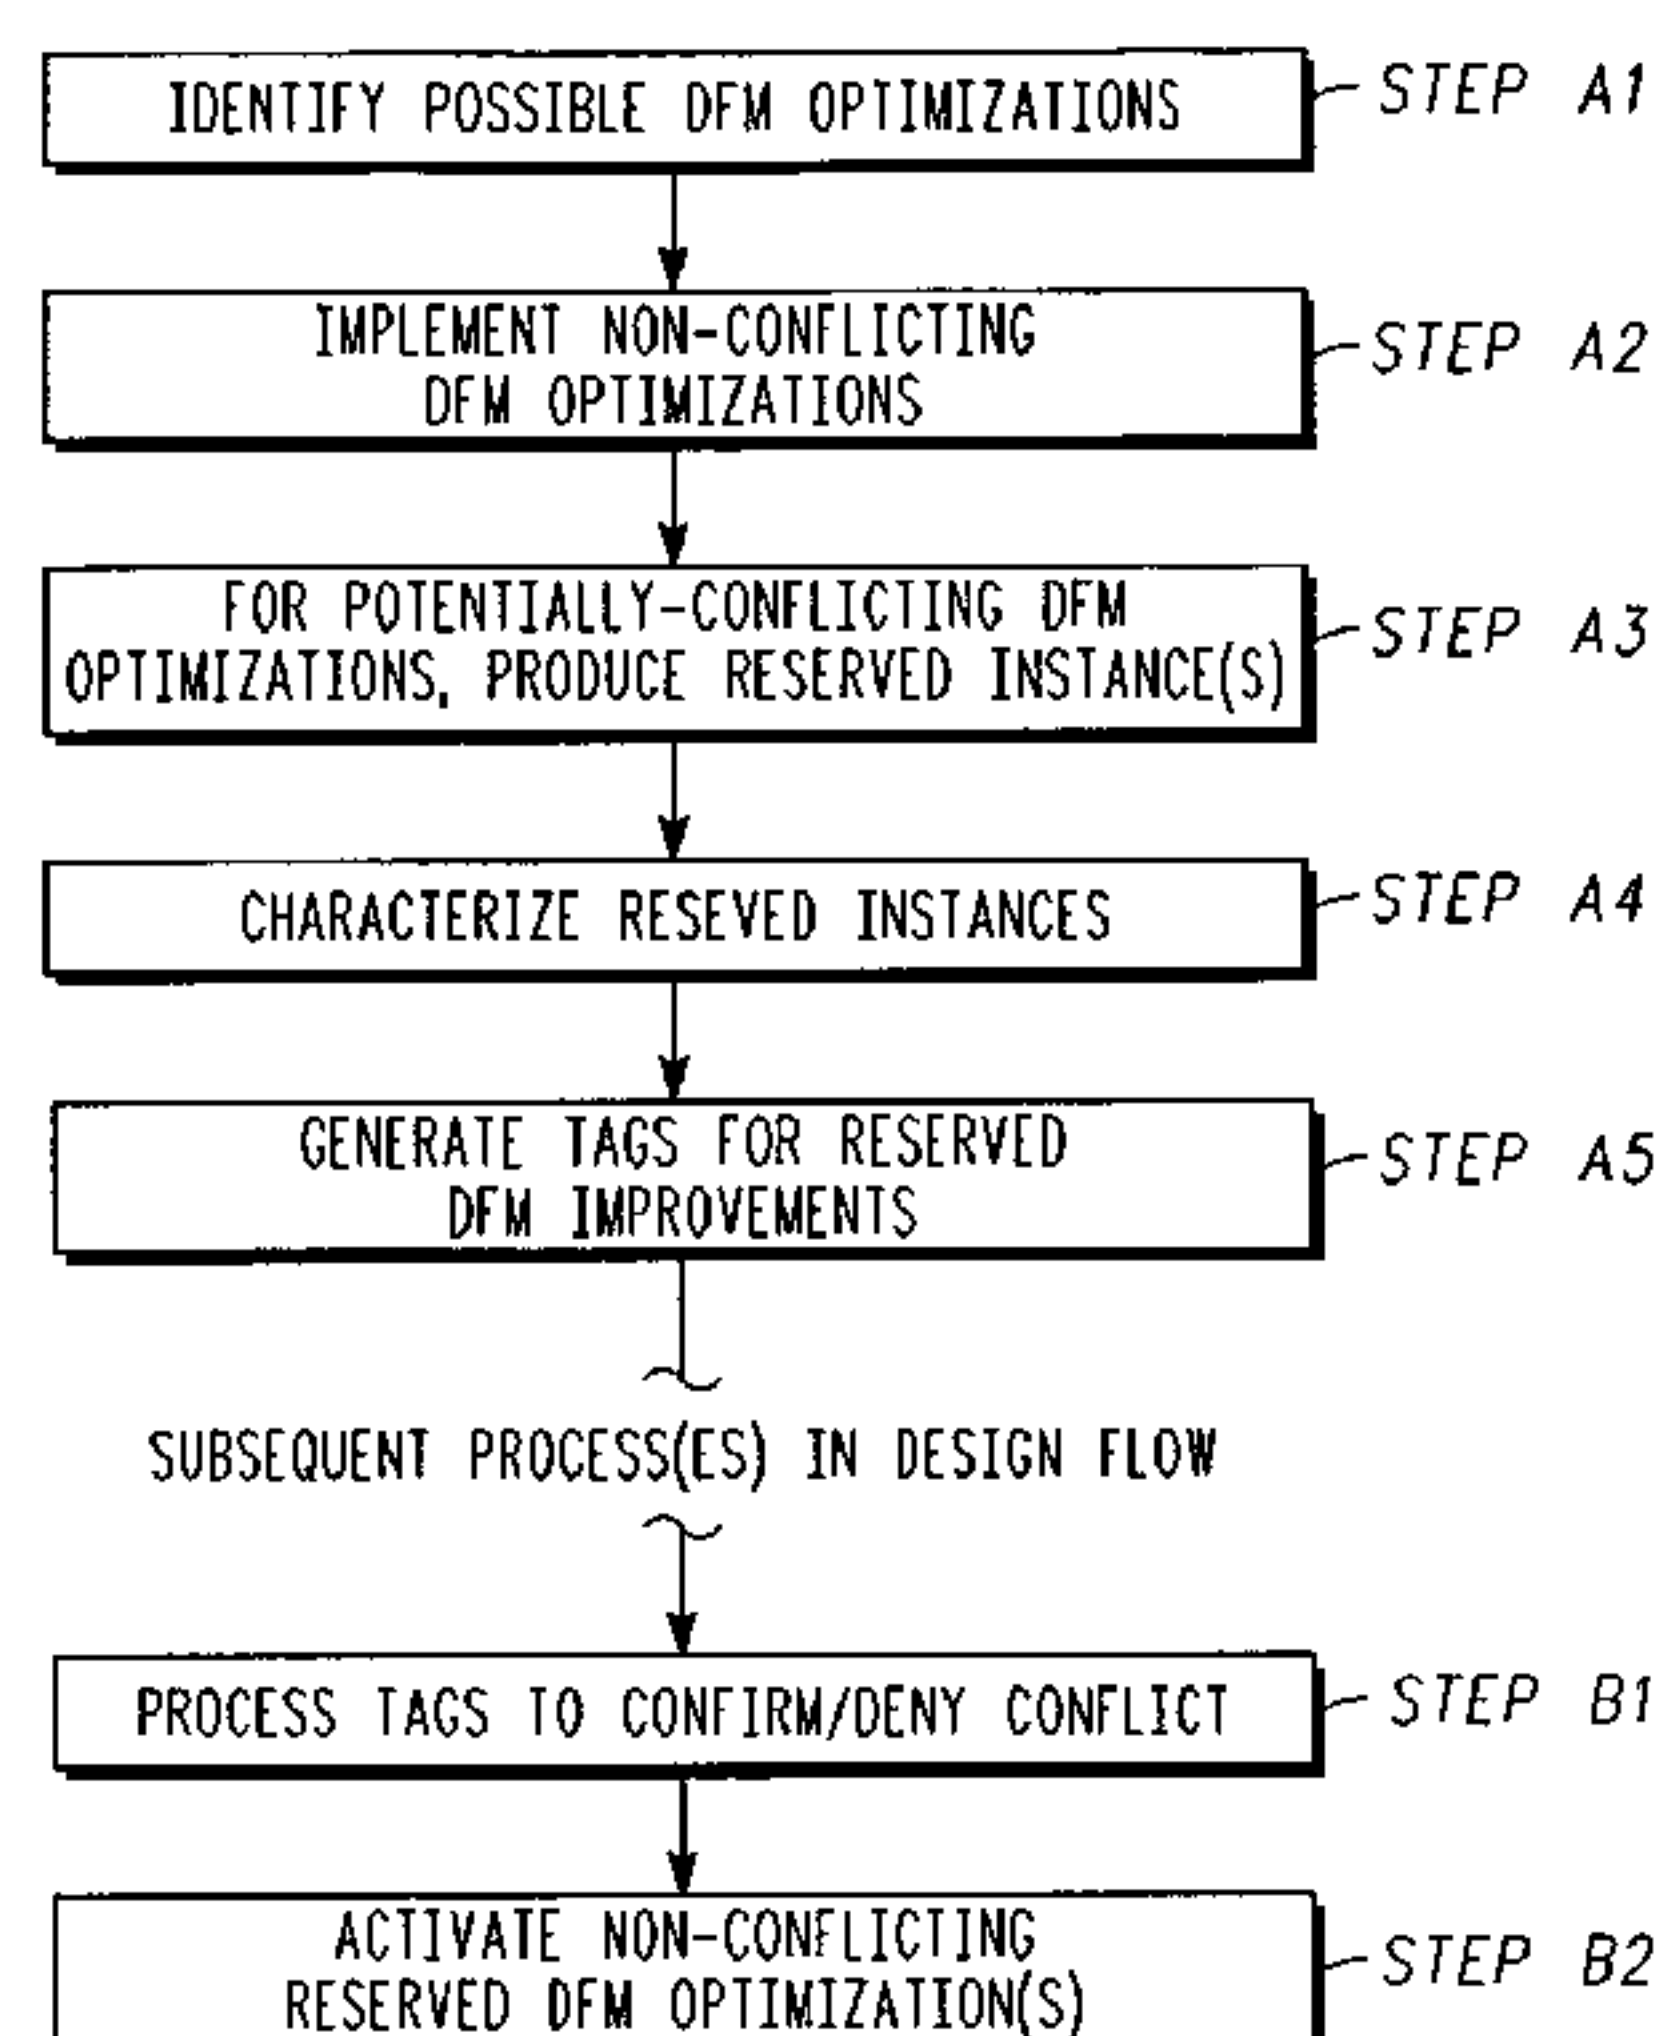 IDENTIFY POSSIBLE DFM OPTIMIZATIONS
STEP A1
IMPLEMENT NON-CONFLICTING
DFM OPTIMIZATIONS
STEP A2
FOR POTENTIALLY-CONFLICTING DFM
OPTIMIZATIONS, PRODUCE RESERVED INSTANCE(S)
STEP A3
CHARACTERIZE RESEVED INSTANCES
STEP A4
GENERATE TAGS FOR RESERVED
DFM IMPROVEMENTS
STEP A5
SUBSEQUENT PROCESS(ES) IN DESIGN FLOW
PROCESS TAGS TO CONFIRM/DENY CONFLICT
STEP B1
ACTIVATE NON-CONFLICTING
RESERVED DFM OPTIMIZATION(S)
STEP B2